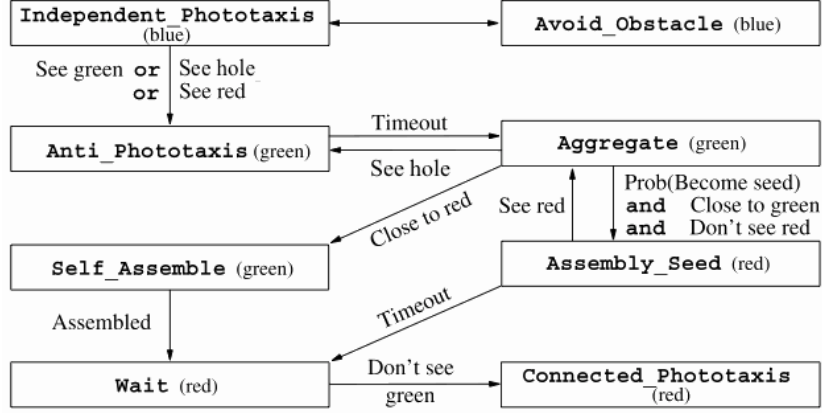 Independent_Phototaxis
(blue)
Avoid_Obstacle (blue)
See green or See hole
or See red
Anti_Phototaxis (green)
Timeout
See hole
Aggregate (green)
Close to red
See red
Prob(Become seed)
and Close to green
and Don't see red
Self_Assemble (green)
Assembly_Seed (red)
Assembled
Timeout
Wait (red)
Don't see
green
Connected_Phototaxis
(red)